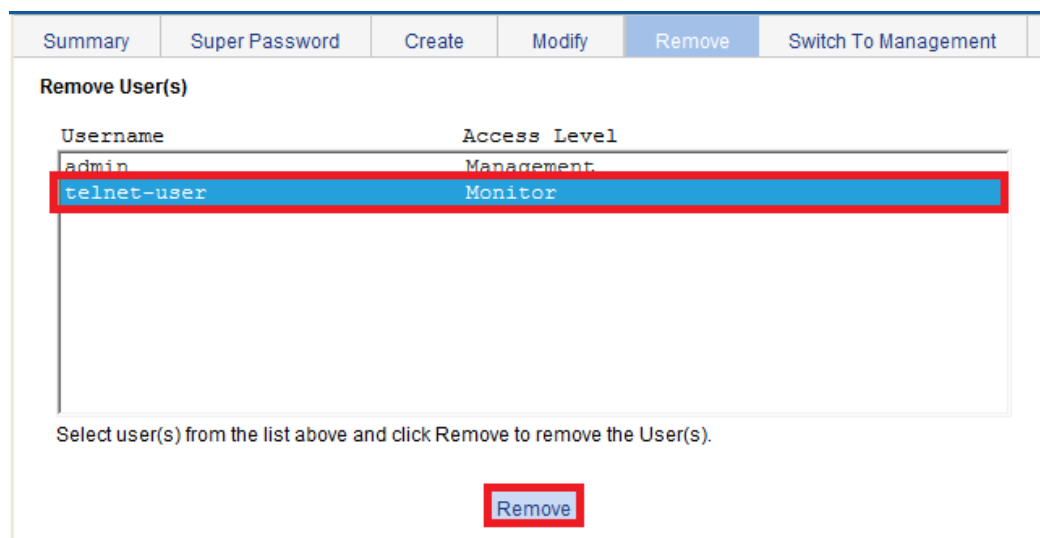 Summary Super Password Create Modify Remove Switch To Management
Remove User(s)
Username Access Level
admin Management
telnet-user Monitor
Select user(s) from the list above and click Remove to remove the User(s).
Remove